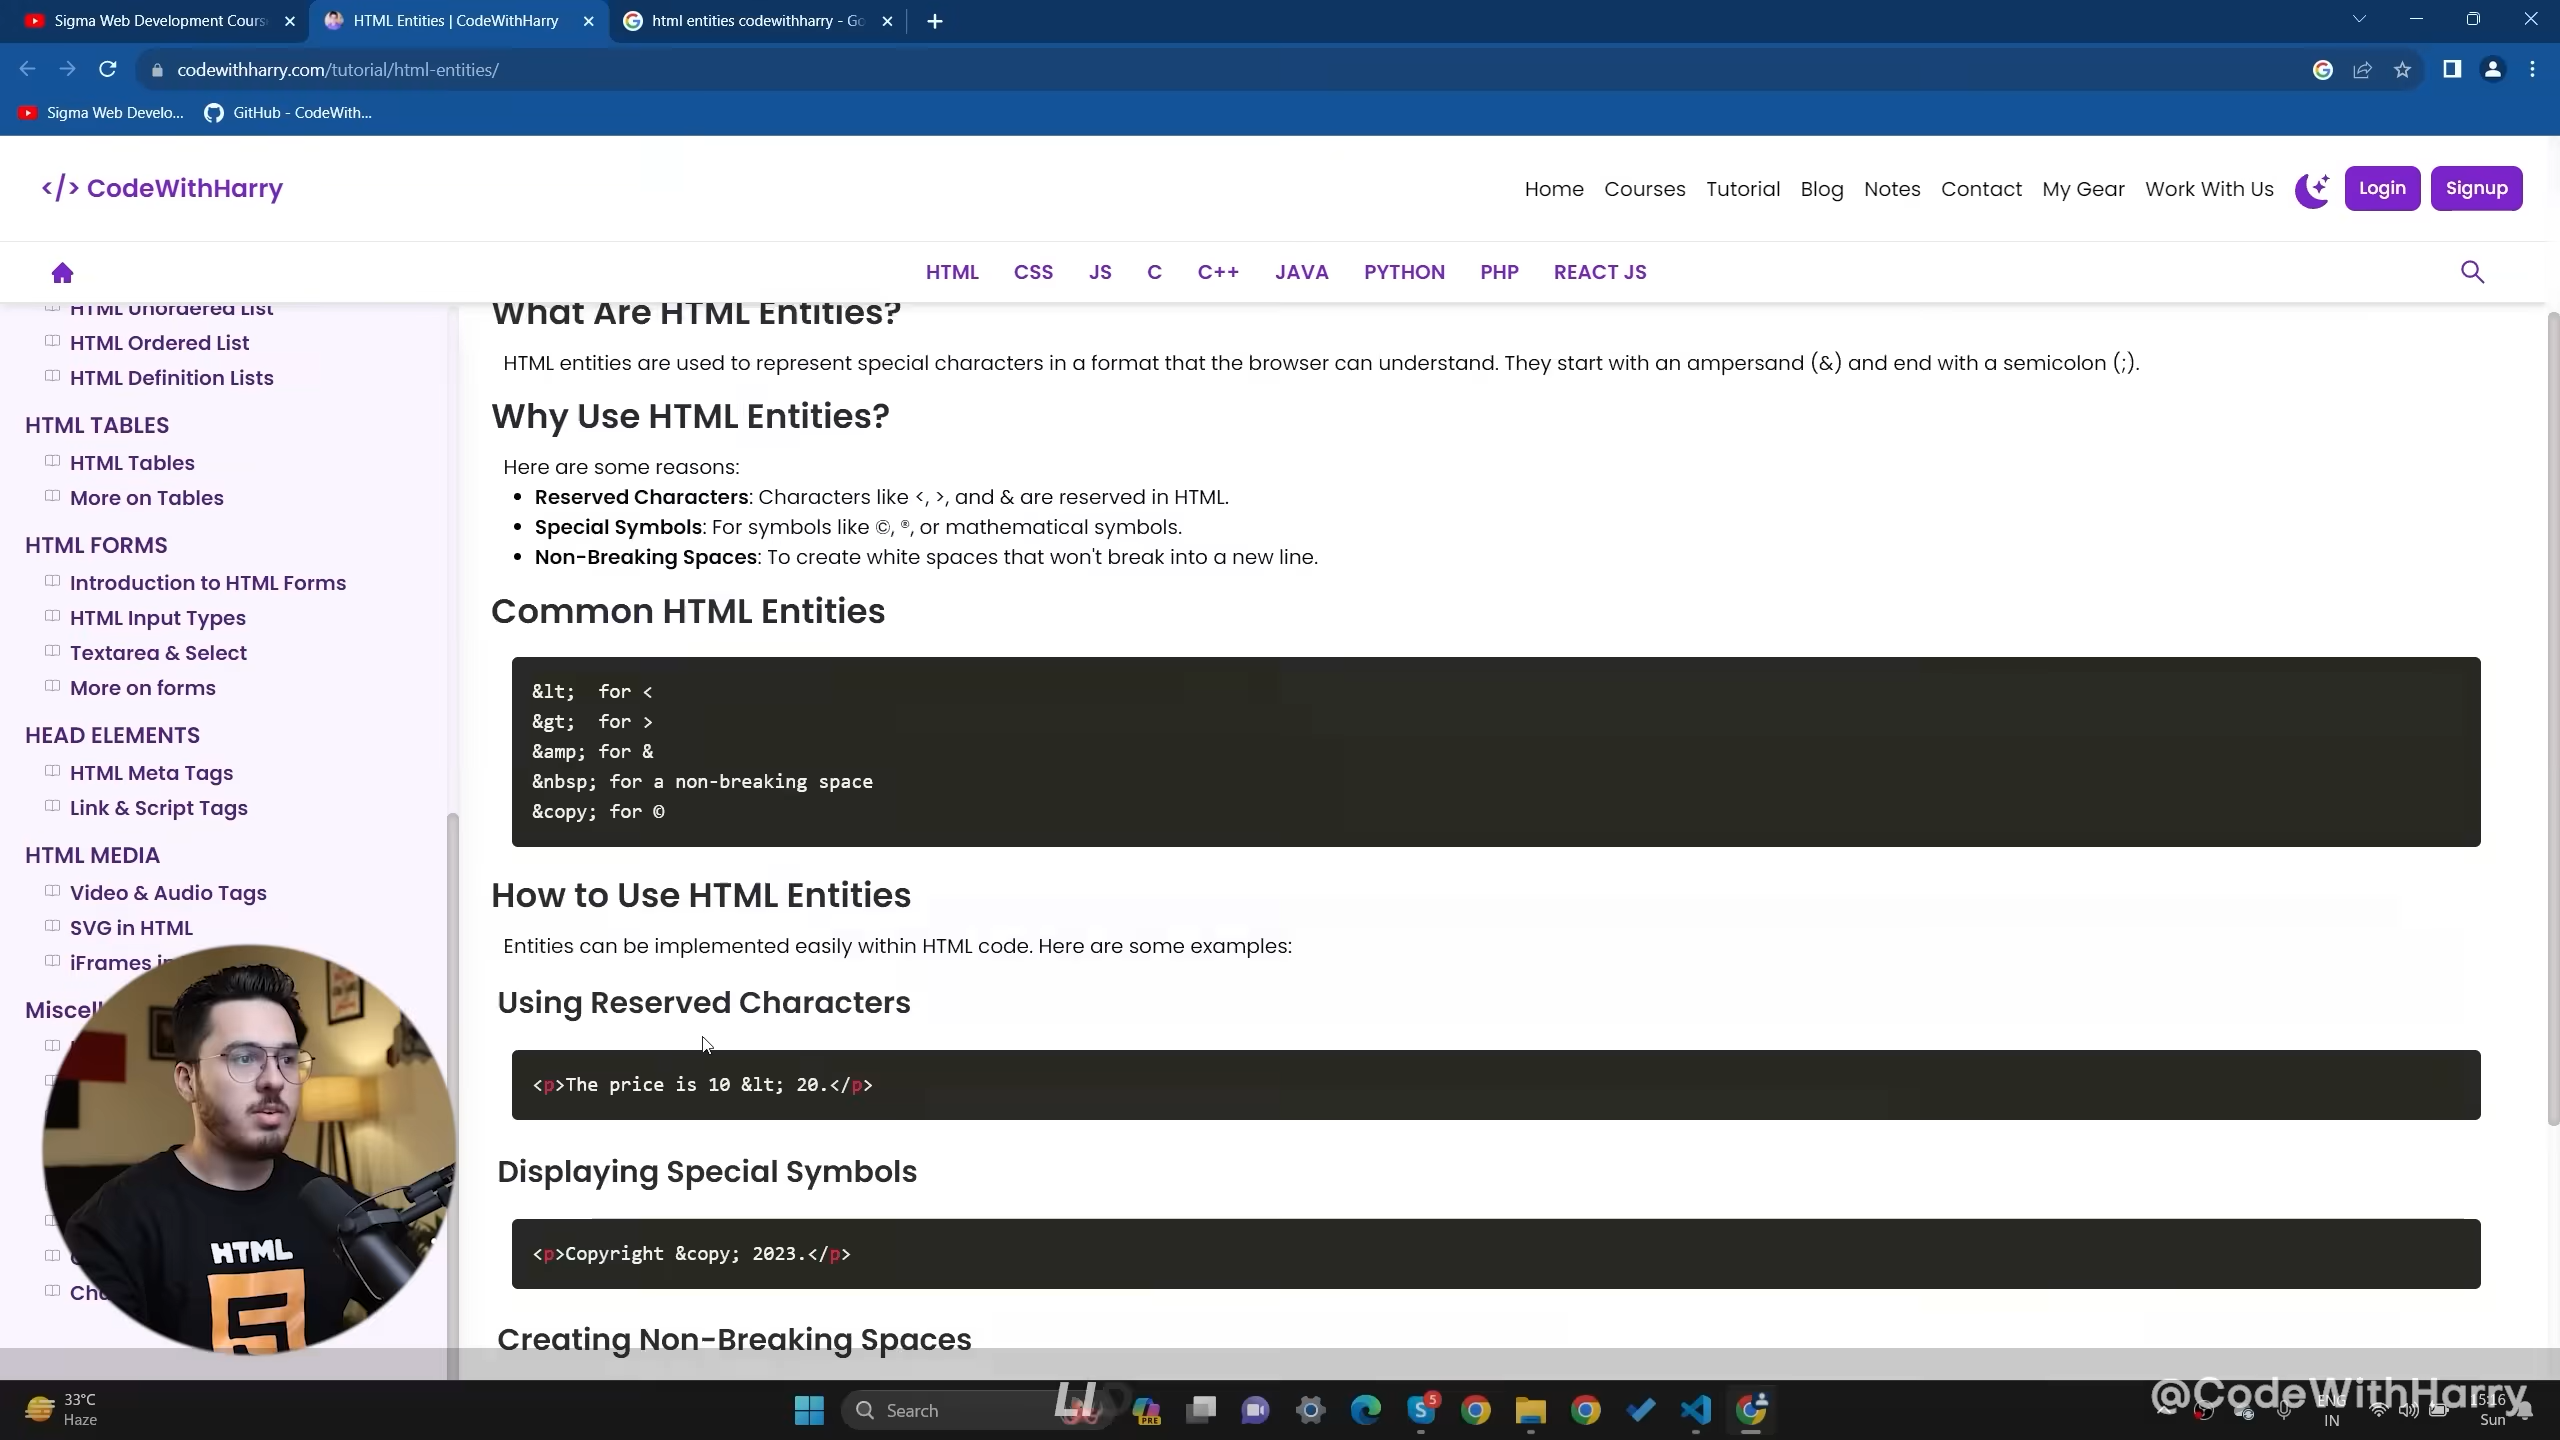 Sigma Web Development Cours
HTML Entities | CodeWithHarry
html entities codewithharry - Go
codewithharry.com/tutorial/html-entities/
Sigma Web Develo...
GitHub - CodeWith...
</> CodeWithHarry
Home
Courses
Tutorial
Blog
Notes
Contact
My Gear
Work With Us
Login
Signup
HTML
CSS
JS
C
C++
JAVA
PYTHON
PHP
REACT JS
HTML Unordered List
HTML Ordered List
HTML Definition Lists
HTML TABLES
HTML Tables
More on Tables
HTML FORMS
Introduction to HTML Forms
HTML Input Types
Textarea & Select
More on forms
HEAD ELEMENTS
HTML Meta Tags
Link & Script Tags
HTML MEDIA
Video & Audio Tags
SVG in HTML
iFrames
What Are HTML Entities?
HTML entities are used to represent special characters in a format that the browser can understand. They start with an ampersand (&) and end with a semicolon (;).
Why Use HTML Entities?
Here are some reasons:
• Reserved Characters: Characters like <, >, and & are reserved in HTML.
• Special Symbols: For symbols like ©, ®, or mathematical symbols.
• Non-Breaking Spaces: To create white spaces that won't break into a new line.
Common HTML Entities
&lt;  for <
&gt;  for >
&amp; for &
&nbsp; for a non-breaking space
&copy; for ©
How to Use HTML Entities
Entities can be implemented easily within HTML code. Here are some examples:
Using Reserved Characters
<p>The price is 10 &lt; 20.</p>
Displaying Special Symbols
<p>Copyright &copy; 2023.</p>
Creating Non-Breaking Spaces
HTML
33°C
Haze
Search
PRE
5
@CodeWithHarry
ENG
IN
15:16
Sun